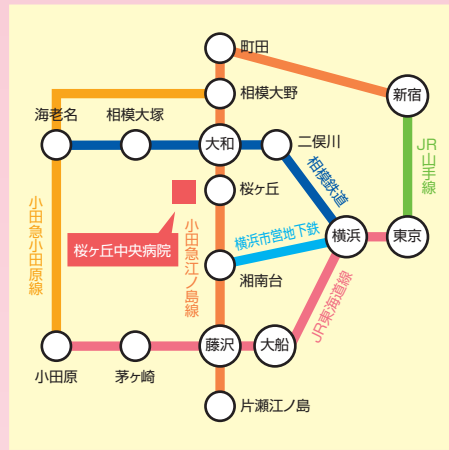 町田
相模大野
新宿
海老名
相模大塚
大和
二俣川
JR山手線
相模鉄道
桜ヶ丘
小田急小田原線
桜ヶ丘中央病院
小田急江ノ島線
横浜市営地下鉄
横浜
東京
湘南台
JR東海道線
藤沢
大船
小田原
茅ヶ崎
片瀬江ノ島